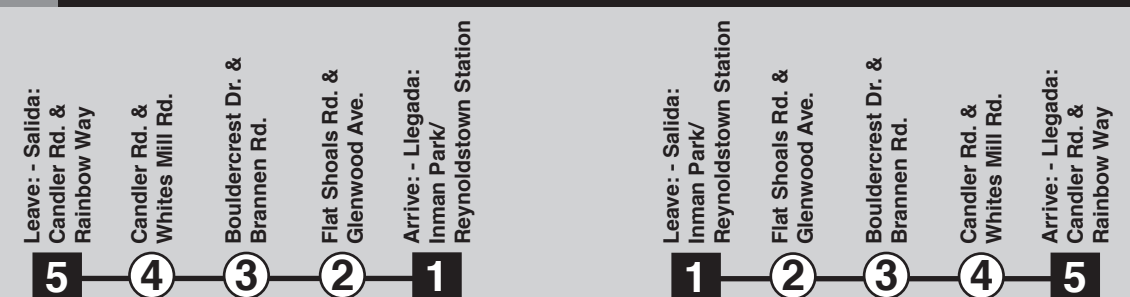 Leave: - Salida:
Candler Rd. &
Rainbow Way
Candler Rd. &
Whites Mill Rd.
Bouldercrest Dr. &
Brannen Rd.
Flat Shoals Rd. &
Glenwood Ave.
Arrive: - Llegada:
Inman Park/
Reynoldstown Station
5 4 3 2 1
Leave: - Salida:
Inman Park/
Reynoldstown Station
Flat Shoals Rd. &
Glenwood Ave.
Bouldercrest Dr. &
Brannen Rd.
Candler Rd. &
Whites Mill Rd.
Arrive: - Llegada:
Candler Rd. &
Rainbow Way
1 2 3 4 5